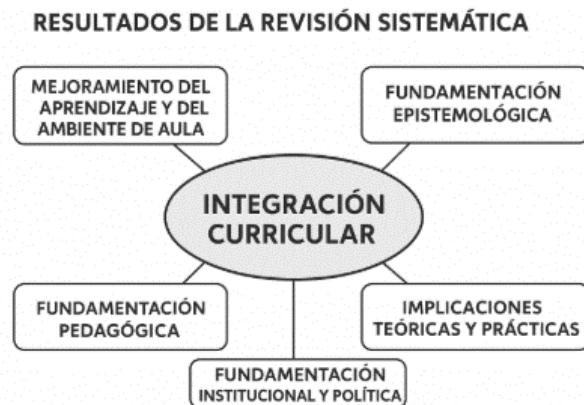 RESULTADOS DE LA REVISIÓN SISTEMÁTICA
MEJORAMIENTO DEL
APRENDIZAJE Y DEL
AMBIENTE DE AULA
FUNDAMENTACIÓN
EPISTEMOLÓGICA
INTEGRACIÓN
CURRICULAR
FUNDAMENTACIÓN
PEDAGÓGICA
IMPLICACIONES
TEÓRICAS Y PRÁCTICAS
FUNDAMENTACIÓN
INSTITUCIONAL Y POLÍTICA